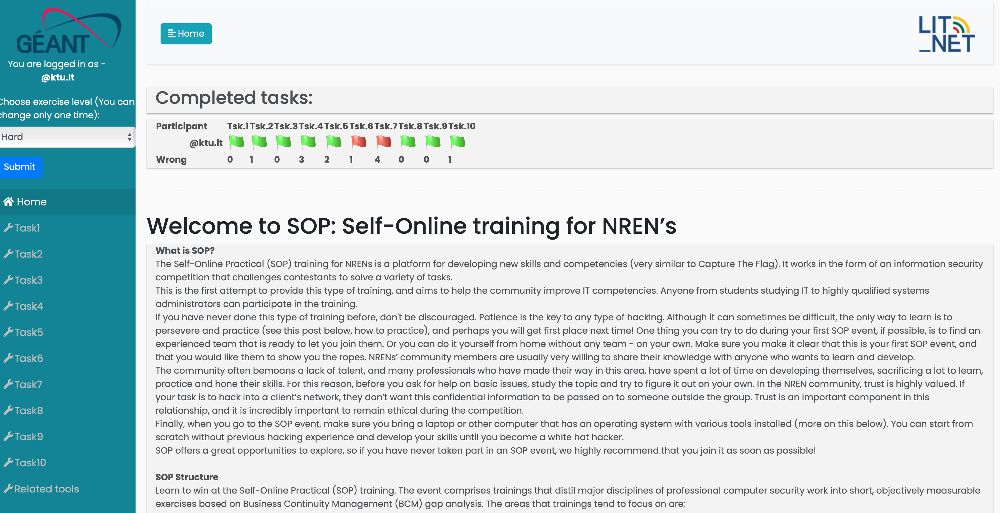 GÉANT
You are logged in as -
@ktu.lt
Choose exercise level (You can
change only one time):
Hard
Submit
Home
Task1
Task2
Task3
Task4
Task5
Task6
Task7
Task8
Task9
Task10
Related tools
Home
LIT
_NET
Completed tasks:
Participant Tsk.1 Tsk.2 Tsk.3 Tsk.4 Tsk.5 Tsk.6 Tsk.7 Tsk.8 Tsk.9 Tsk.10
@ktu.lt
Wrong 0 1 0 3 2 1 4 0 0 1
Welcome to SOP: Self-Online training for NREN’s
What is SOP?
The Self-Online Practical (SOP) training for NRENs is a platform for developing new skills and competencies (very similar to Capture The Flag). It works in the form of an information security
competition that challenges contestants to solve a variety of tasks.
This is the first attempt to provide this type of training, and aims to help the community improve IT competencies. Anyone from students studying IT to highly qualified systems
administrators can participate in the training.
If you have never done this type of training before, don't be discouraged. Patience is the key to any type of hacking. Although it can sometimes be difficult, the only way to learn is to
persevere and practice (see this post below, how to practice), and perhaps you will get first place next time! One thing you can try to do during your first SOP event, if possible, is to find an
experienced team that is ready to let you join them. Or you can do it yourself from home without any team - on your own. Make sure you make it clear that this is your first SOP event, and
that you would like them to show you the ropes. NRENs’ community members are usually very willing to share their knowledge with anyone who wants to learn and develop.
The community often bemoans a lack of talent, and many professionals who have made their way in this area, have spent a lot of time on developing themselves, sacrificing a lot to learn,
practice and hone their skills. For this reason, before you ask for help on basic issues, study the topic and try to figure it out on your own. In the NREN community, trust is highly valued. If
your task is to hack into a client’s network, they don’t want this confidential information to be passed on to someone outside the group. Trust is an important component in this
relationship, and it is incredibly important to remain ethical during the competition.
Finally, when you go to the SOP event, make sure you bring a laptop or other computer that has an operating system with various tools installed (more on this below). You can start from
scratch without previous hacking experience and develop your skills until you become a white hat hacker.
SOP offers a great opportunities to explore, so if you have never taken part in an SOP event, we highly recommend that you join it as soon as possible!
SOP Structure
Learn to win at the Self-Online Practical (SOP) training. The event comprises trainings that distil major disciplines of professional computer security work into short, objectively measurable
exercises based on Business Continuity Management (BCM) gap analysis. The areas that trainings tend to focus on are: